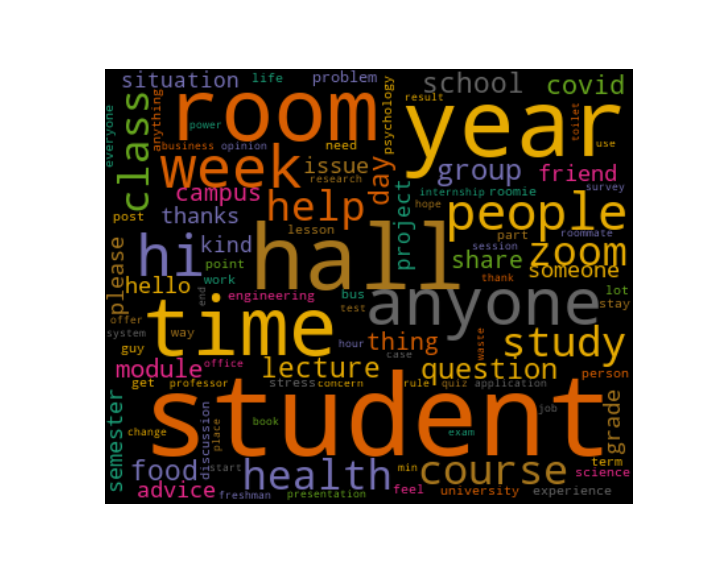 situation life problem school covid
everyone class anything room power psychology result year toilet use
business opinion need
week issue day group friend
research
campus help project internship roomie survey
post thanks hope people
lesson roommate
please hi kind hall part zoom
session
point share someone
hello work thank lot
end engineering bus anyone stay
offer time test
system way hour thing waste study
guy case
module office lecture question person
get professor stress concern rule quiz application
semester student job grade
book
change discussion place exam
term
food start health min course science
advice freshman presentation feel university experience